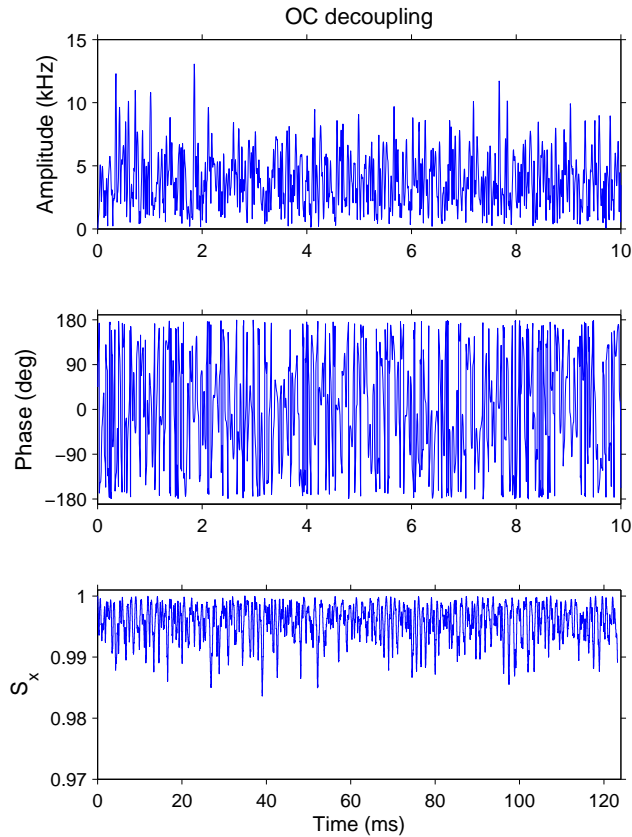 OC decoupling
15
10
5
0
Amplitude (kHz)
0 2 4 6 8 10
180
90
0
−90
−180
Phase (deg)
0 2 4 6 8 10
1
0.99
0.98
0.97
S_x
0 20 40 60 80 100 120
Time (ms)